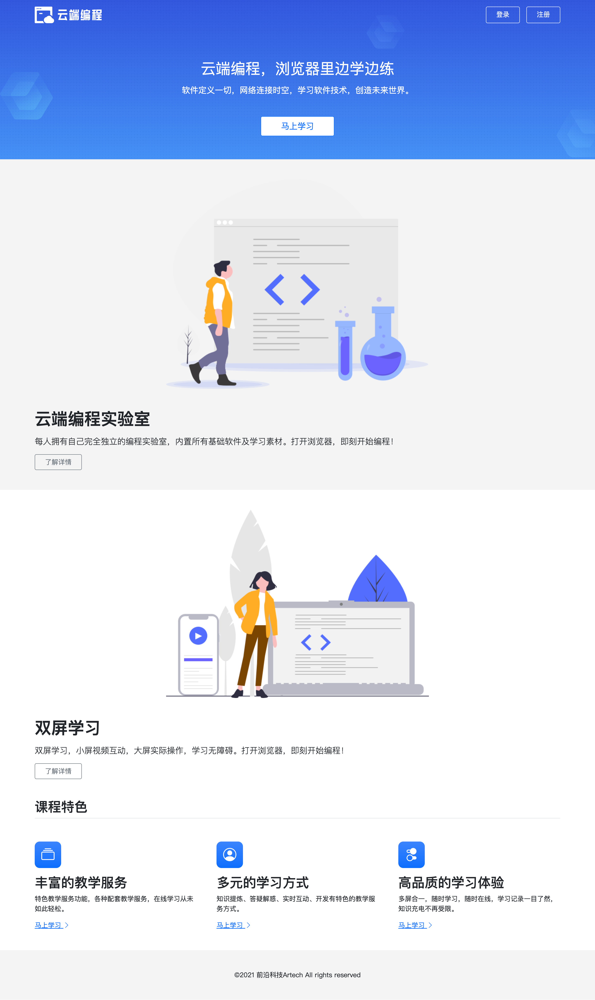 云端编程
登录
注册
云端编程，浏览器里边学边练
软件定义一切，网络连接时空，学习软件技术，创造未来世界。
马上学习
云端编程实验室
每人拥有自己完全独立的编程实验室，内置所有基础软件及学习素材。打开浏览器，即刻开始编程！
了解详情
双屏学习
双屏学习，小屏视频互动，大屏实际操作，学习无障碍。打开浏览器，即刻开始编程！
了解详情
课程特色
丰富的教学服务
特色教学服务功能，各种配套教学服务，在线学习从未
如此轻松。
马上学习
多元的学习方式
知识提炼、答疑解惑、实时互动、开发有特色的教学服
务方式。
马上学习
高品质的学习体验
多屏合一，随时学习，随时在线，学习记录一目了然，
知识充电不再受限。
马上学习
©2021 前沿科技Artech All rights reserved